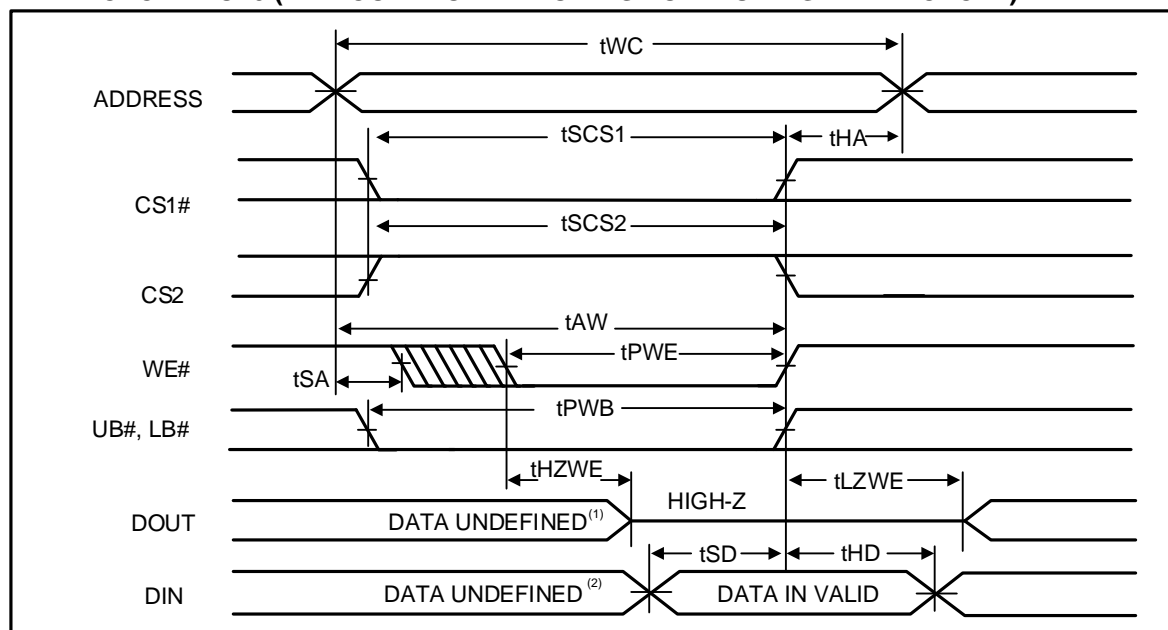 tWC
ADDRESS
tSCS1
tHA
CS1#
tSCS2
CS2
tAW
WE#
tPWE
tSA
tPWB
UB#, LB#
tHZWE
tLZWE
HIGH-Z
DOUT
DATA UNDEFINED(1)
tSD
tHD
DIN
DATA UNDEFINED(2)
DATA IN VALID